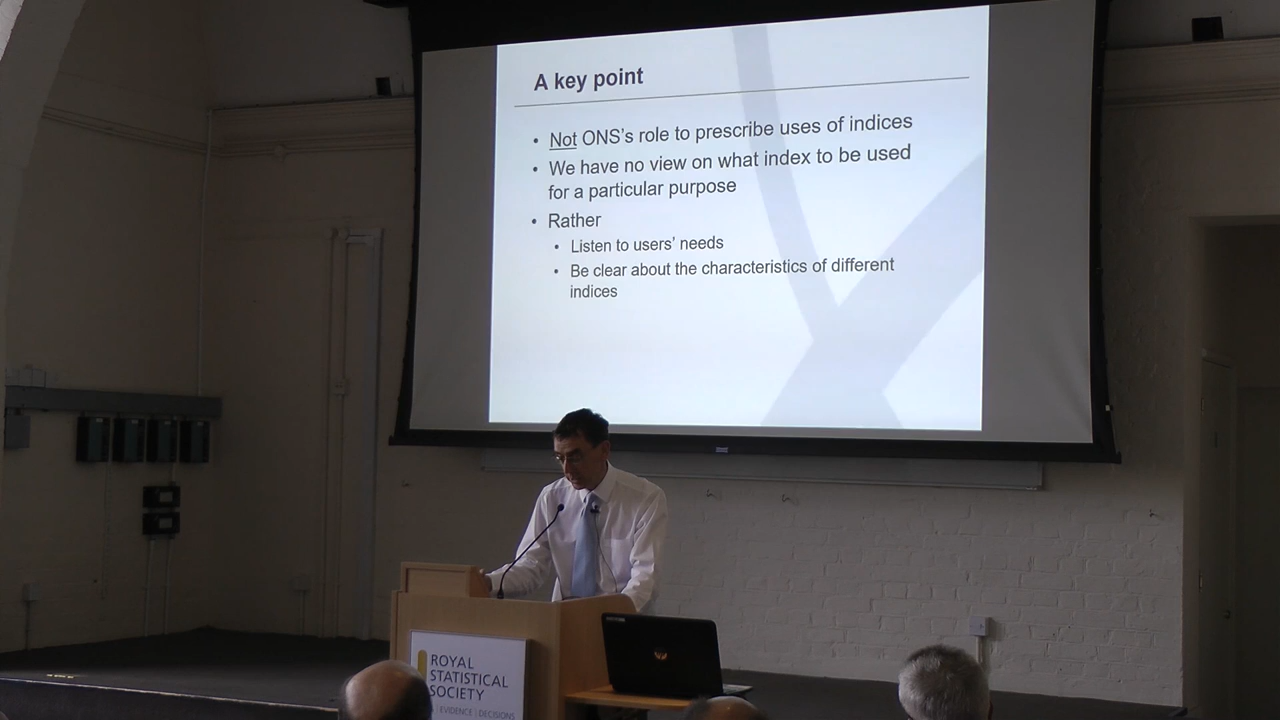 A key point
• Not ONS's role to prescribe uses of indices
• We have no view on what index to be used
for a particular purpose
• Rather
• Listen to users' needs
• Be clear about the characteristics of different
indices
ROYAL
STATISTICAL
SOCIETY
| EVIDENCE | DECISIONS